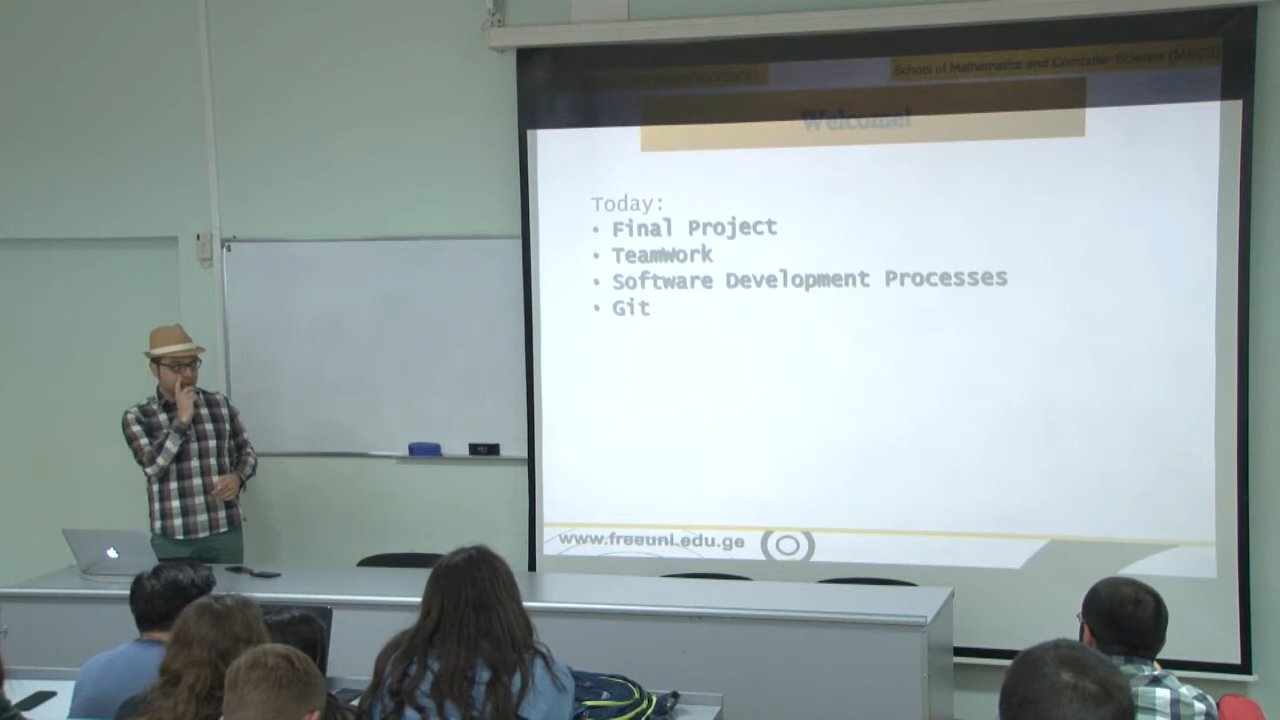 School of Mathematics and Computer Science (MACS)
Welcome!
Today:
• Final Project
• TeamWork
• Software Development Processes
• Git
www.freeuni.edu.ge